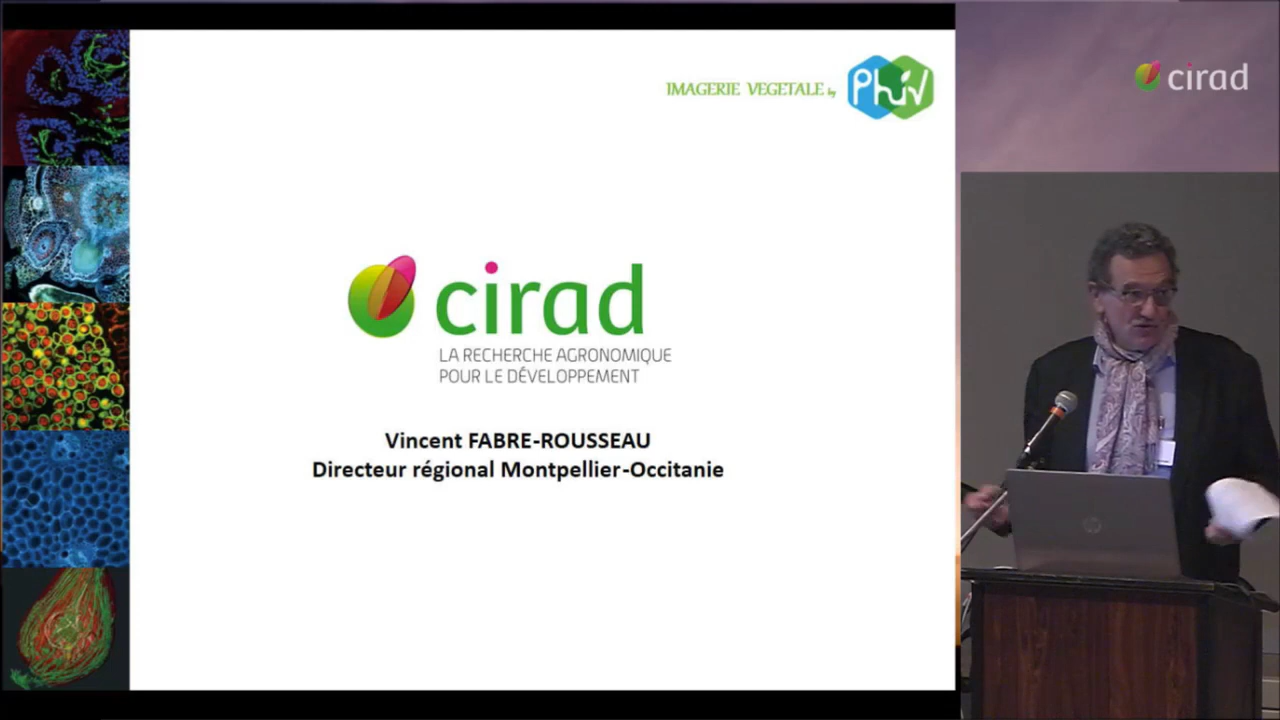 IMAGERIE VEGETALE by PhIV
cirad
cirad
LA RECHERCHE AGRONOMIQUE
POUR LE DÉVELOPPEMENT
Vincent FABRE-ROUSSEAU
Directeur régional Montpellier-Occitanie
hp